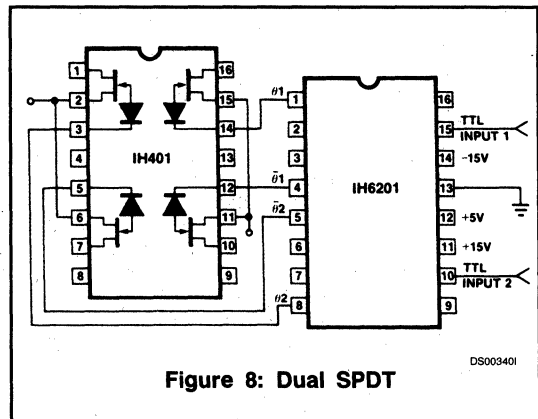 1
2
3
4
5
6
7
8
16
15
14
13
12
11
10
9
IH401
θ1
θ̄1
θ̄2
θ2
1
2
3
4
5
6
7
8
16
15
14
13
12
11
10
9
IH6201
TTL
INPUT 1
-15V
+5V
+15V
TTL
INPUT 2
DS00340I
Figure 8: Dual SPDT